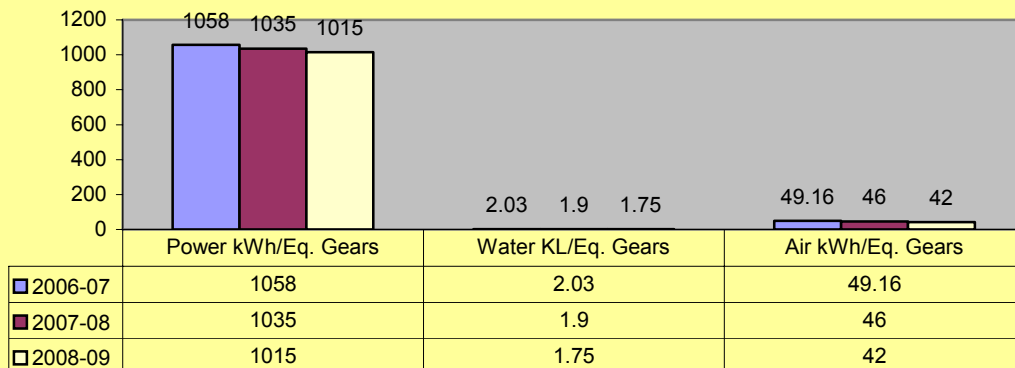 1200
1000
800
600
400
200
0
1058 1035 1015
2.03 1.9 1.75
49.16 46 42
Power kWh/Eq. Gears Water KL/Eq. Gears Air kWh/Eq. Gears
2006-07 1058 2.03 49.16
2007-08 1035 1.9 46
2008-09 1015 1.75 42